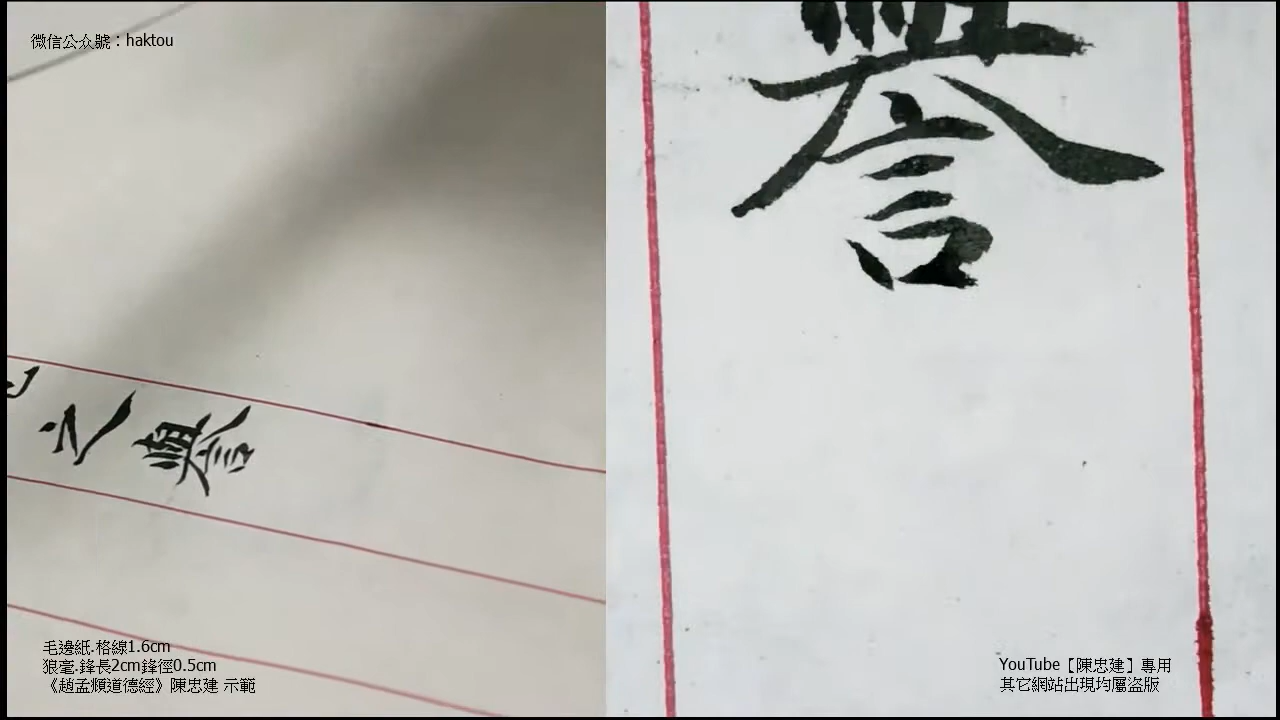 微信公众號：haktou
之譽
譽
毛邊紙.格線1.6cm
狼毫.鋒長2cm鋒徑0.5cm
《趙孟頫道德經》陳忠建 示範
YouTube［陳忠建］專用
其它網站出現均屬盜版